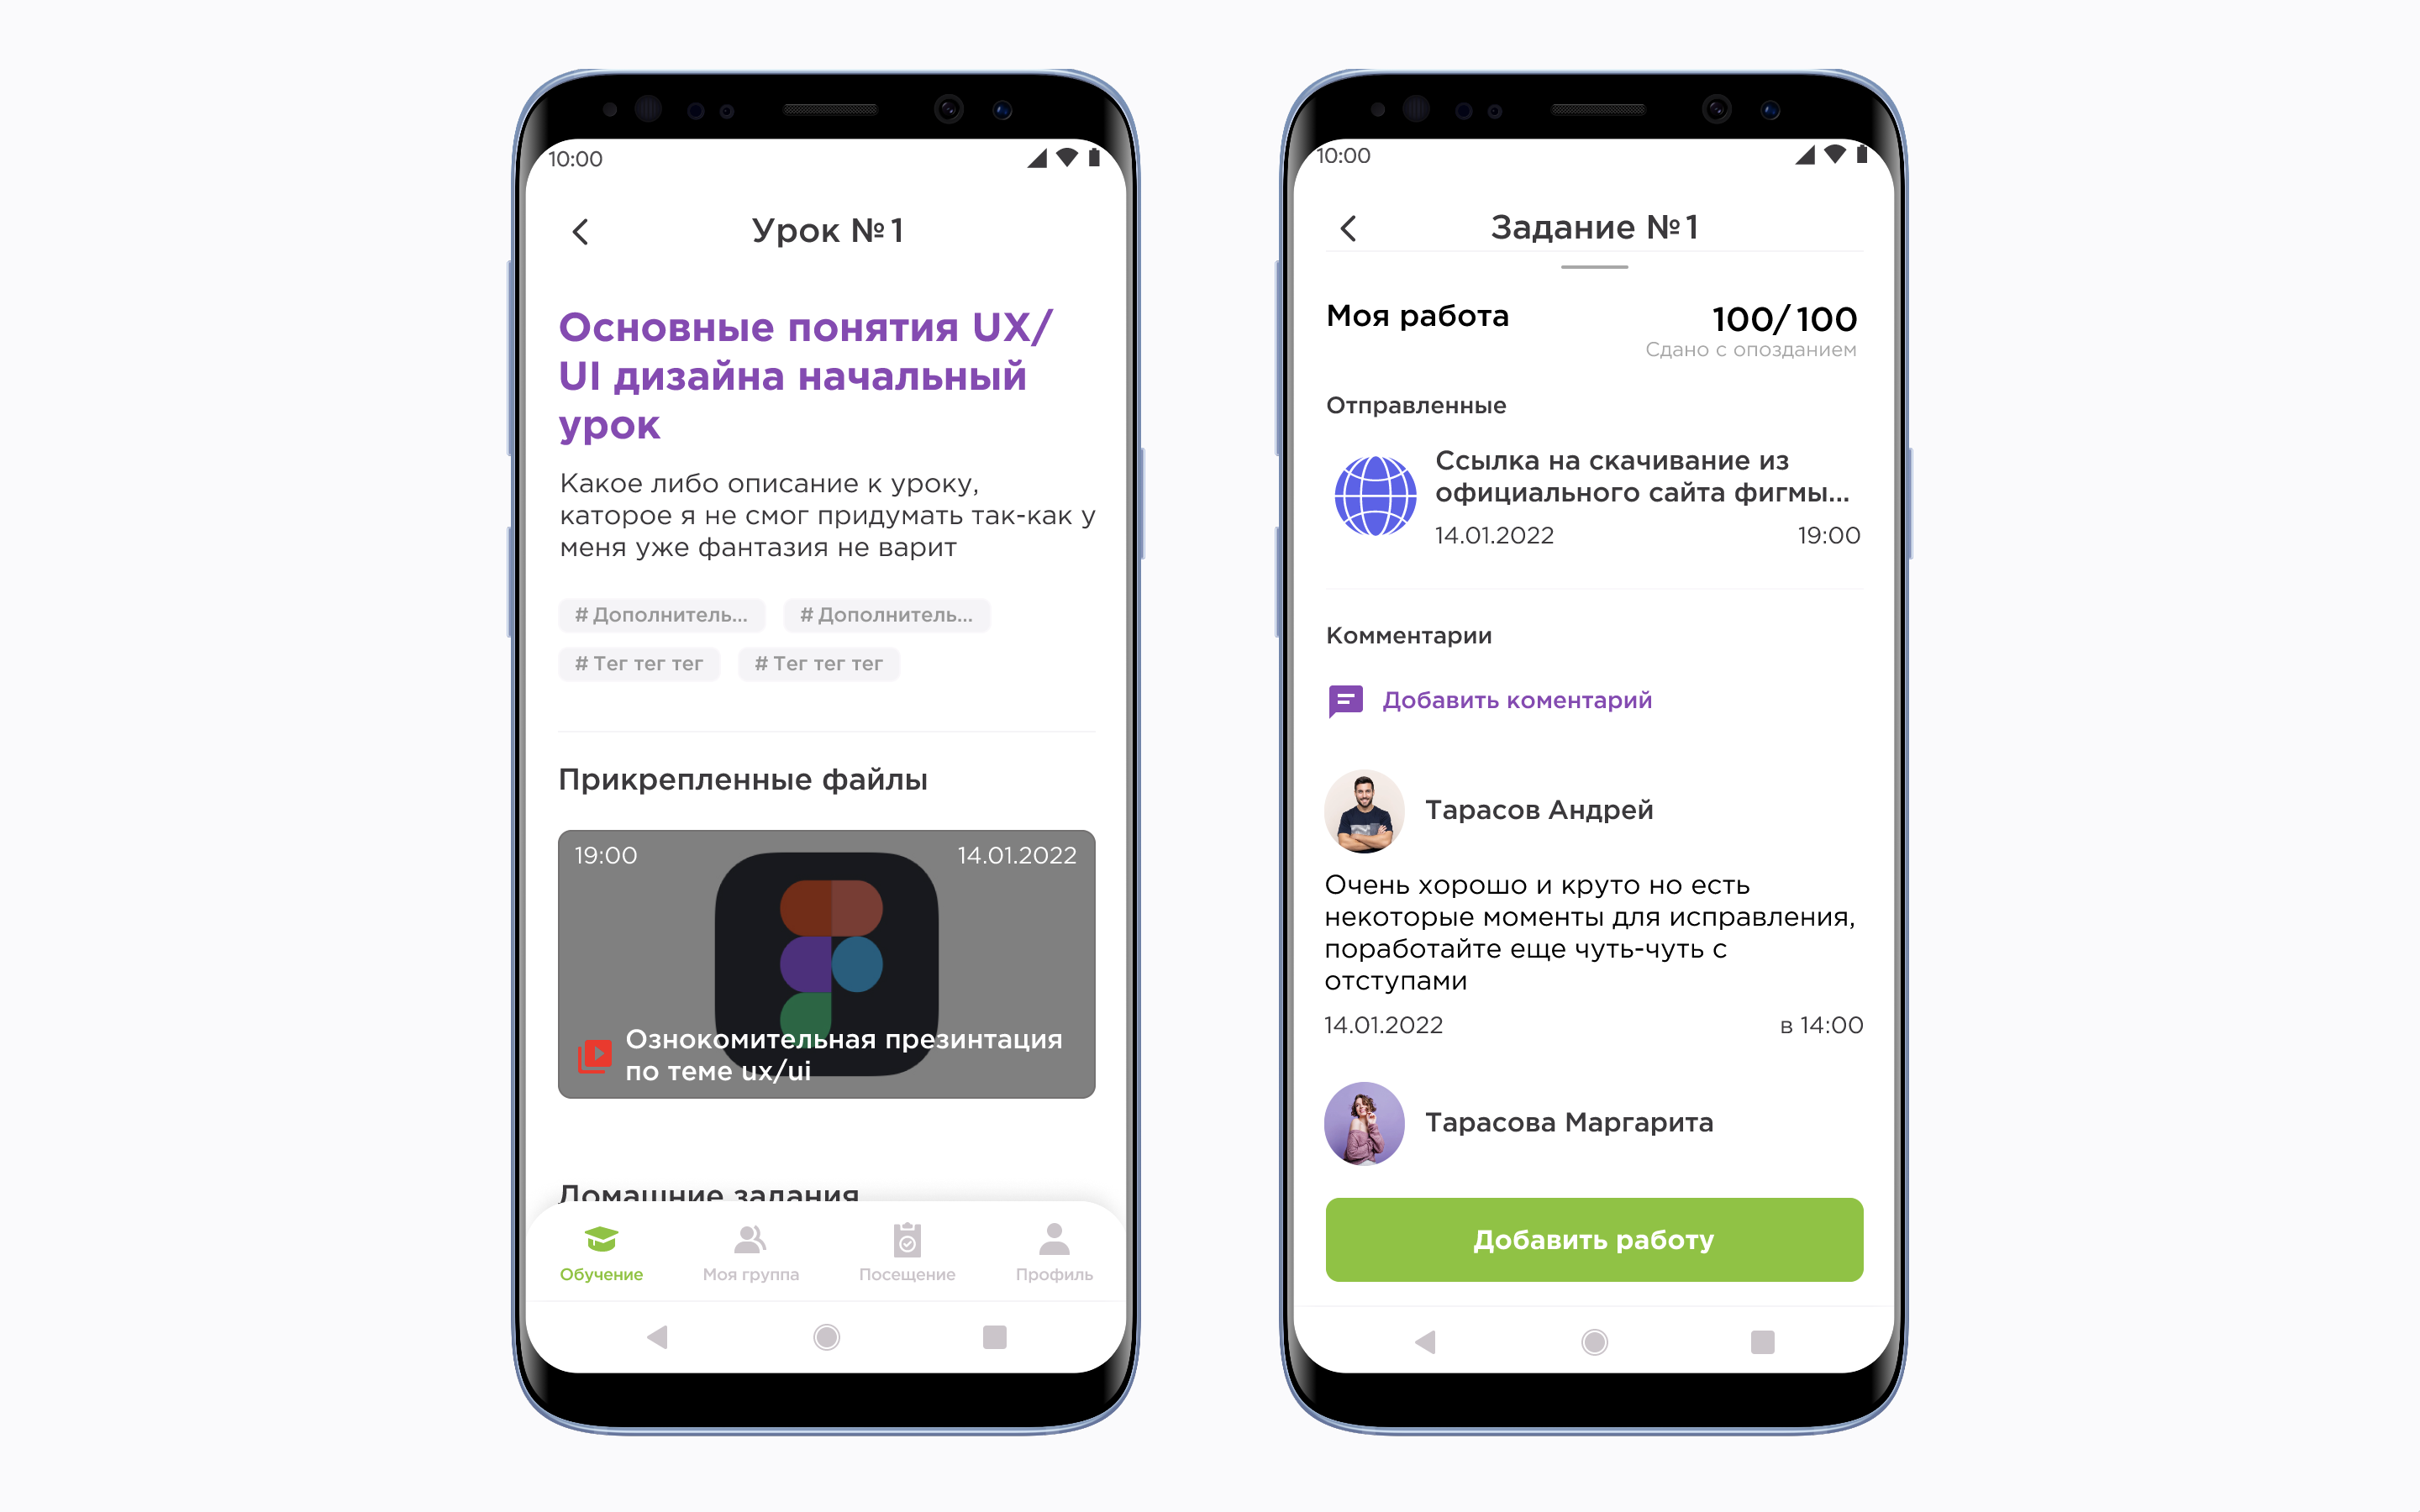 10:00
Урок №1
Основные понятия UX/
UI дизайна начальный
урок
Какое либо описание к уроку,
каторое я не смог придумать так-как у
меня уже фантазия не варит
# Дополнитель... # Дополнитель...
# Тег тег тег # Тег тег тег
Прикрепленные файлы
19:00 14.01.2022
Ознокомительная презинтация
по теме ux/ui
Домашние задания
Обучение Моя группа Посещение Профиль
10:00
Задание №1
Моя работа 100/100
Сдано с опозданием
Отправленные
Ссылка на скачивание из
официального сайта фигмы...
14.01.2022 19:00
Комментарии
Добавить коментарий
Тарасов Андрей
Очень хорошо и круто но есть
некоторые моменты для исправления,
поработайте еще чуть-чуть с
отступами
14.01.2022 в 14:00
Тарасова Маргарита
Добавить работу